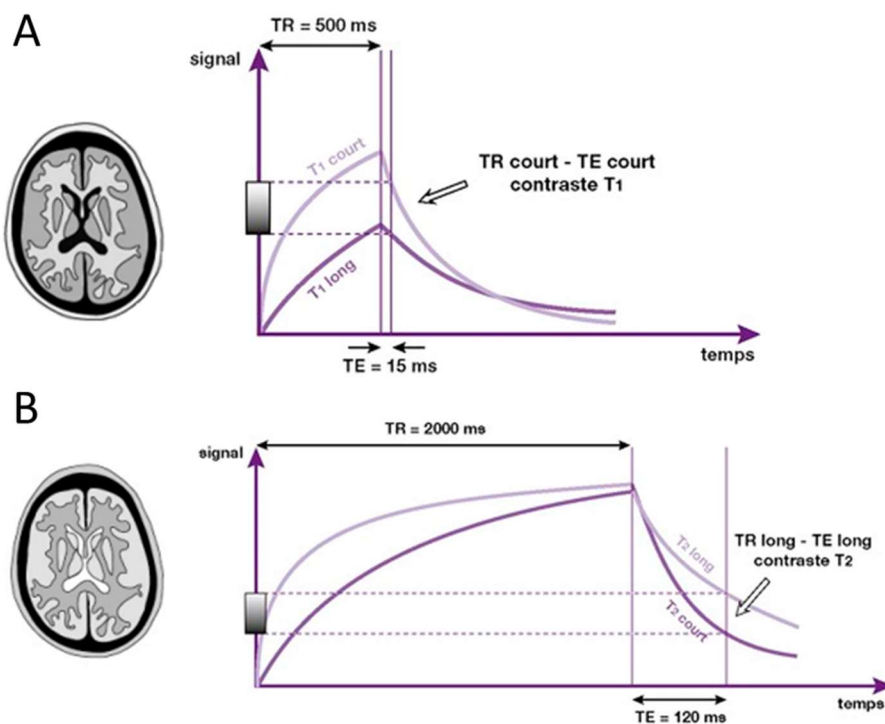 A
TR = 500 ms
signal
T1 court
T1 long
TR court - TE court
contraste T1
temps
TE = 15 ms
B
TR = 2000 ms
signal
T2 long
T2 court
TR long - TE long
contraste T2
temps
TE = 120 ms